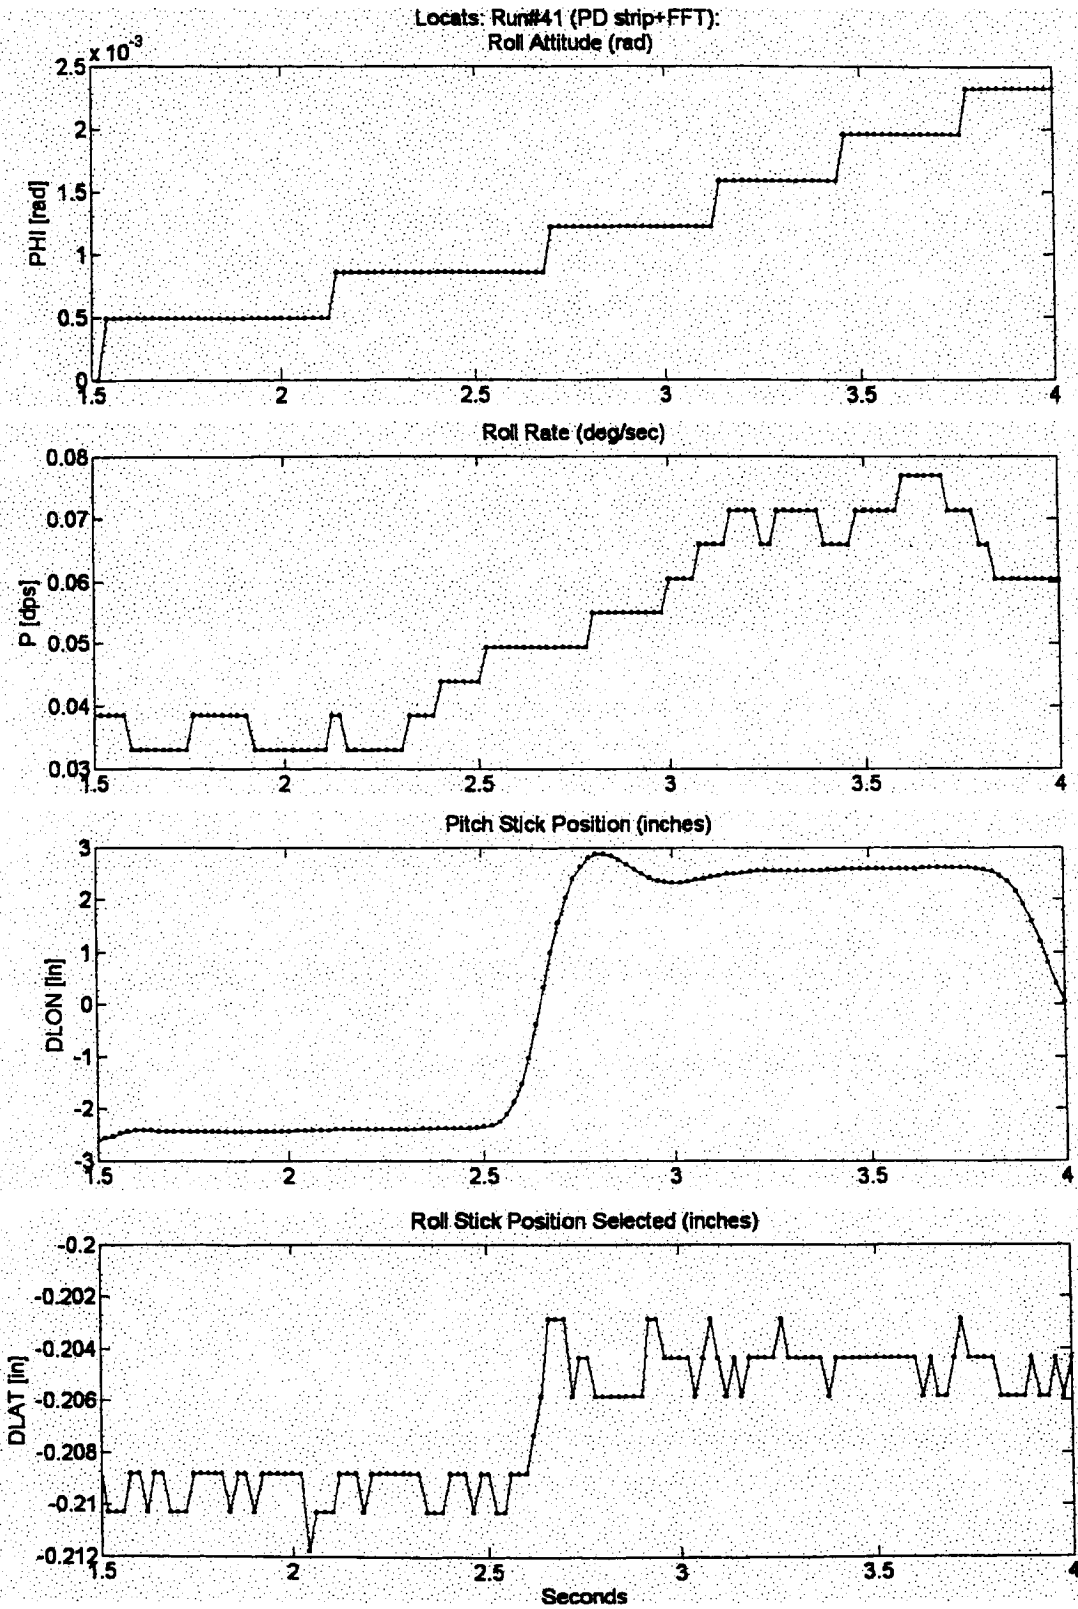 Locats: Run#41 (PD strip+FFT):
Roll Attitude (rad)
x 10^-3
2.5
2
1.5
1
0.5
0
PHI [rad]
1.5 2 2.5 3 3.5 4
Roll Rate (deg/sec)
0.08
0.07
0.06
0.05
0.04
0.03
P [dps]
1.5 2 2.5 3 3.5 4
Pitch Stick Position (inches)
3
2
1
0
-1
-2
-3
DLON [in]
1.5 2 2.5 3 3.5 4
Roll Stick Position Selected (inches)
-0.2
-0.202
-0.204
-0.206
-0.208
-0.21
-0.212
DLAT [in]
1.5 2 2.5 3 3.5 4
Seconds